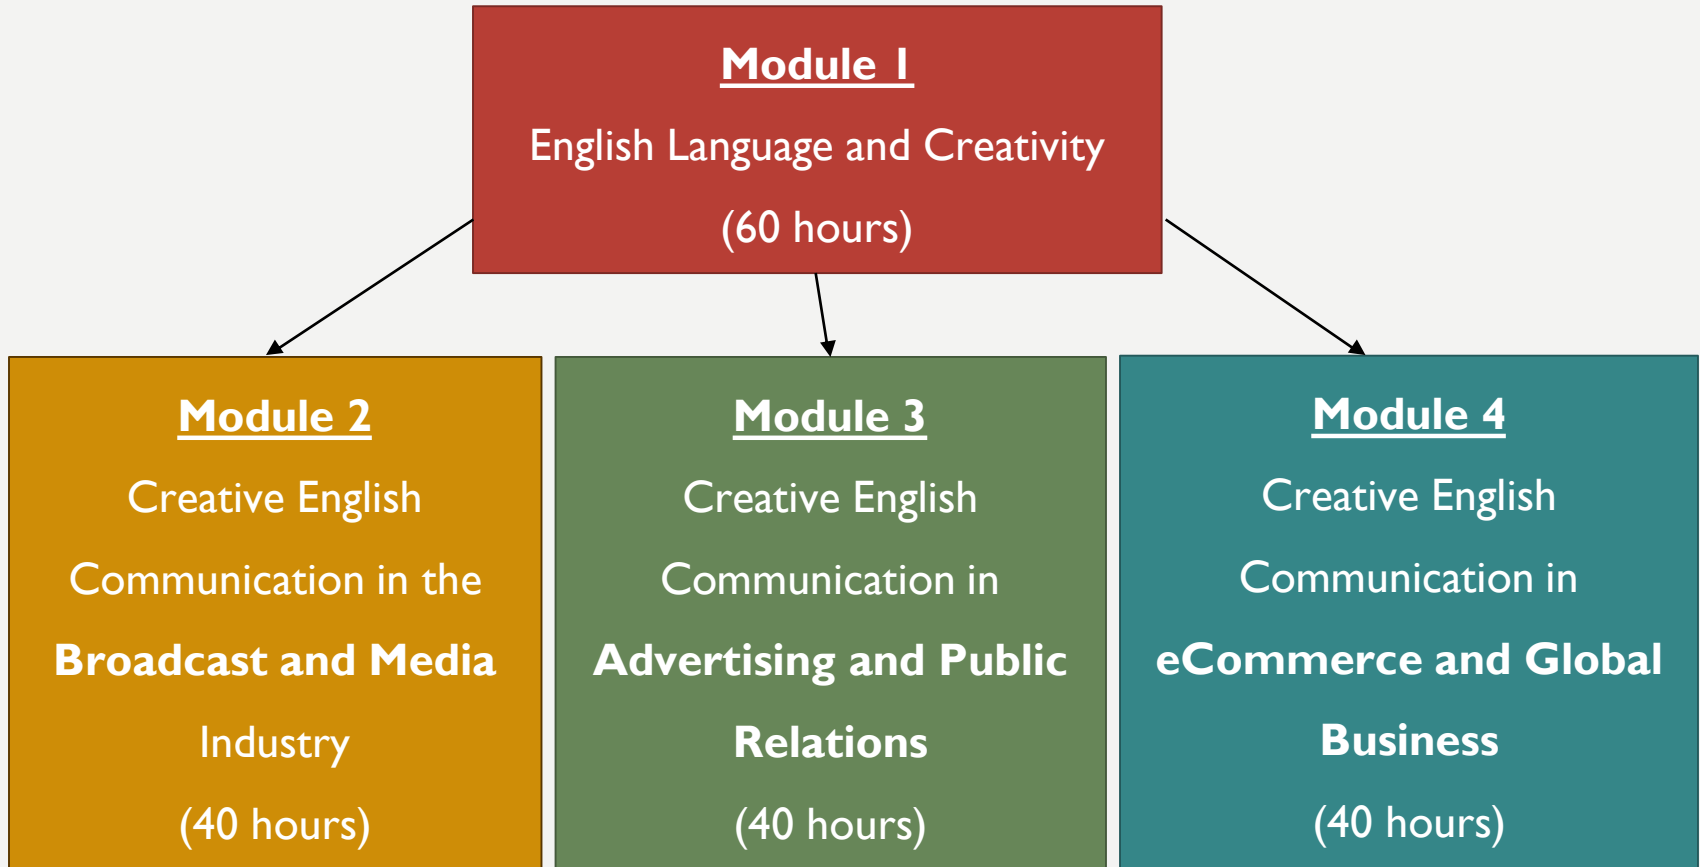 Module 1
English Language and Creativity
(60 hours)
Module 2
Creative English
Communication in the
Broadcast and Media
Industry
(40 hours)
Module 3
Creative English
Communication in
Advertising and Public
Relations
(40 hours)
Module 4
Creative English
Communication in
eCommerce and Global
Business
(40 hours)